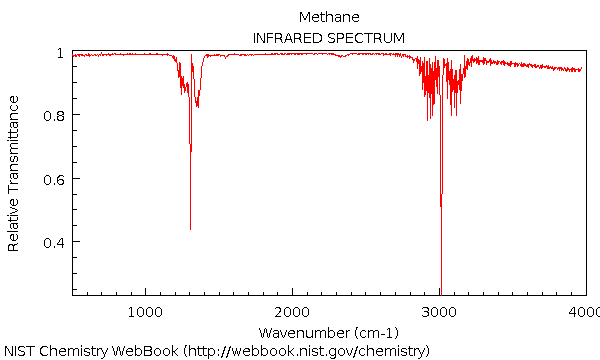 Methane
INFRARED SPECTRUM
1
0.8
0.6
0.4
Relative Transmittance
1000 2000 3000 4000
Wavenumber (cm-1)
NIST Chemistry WebBook (http://webbook.nist.gov/chemistry)